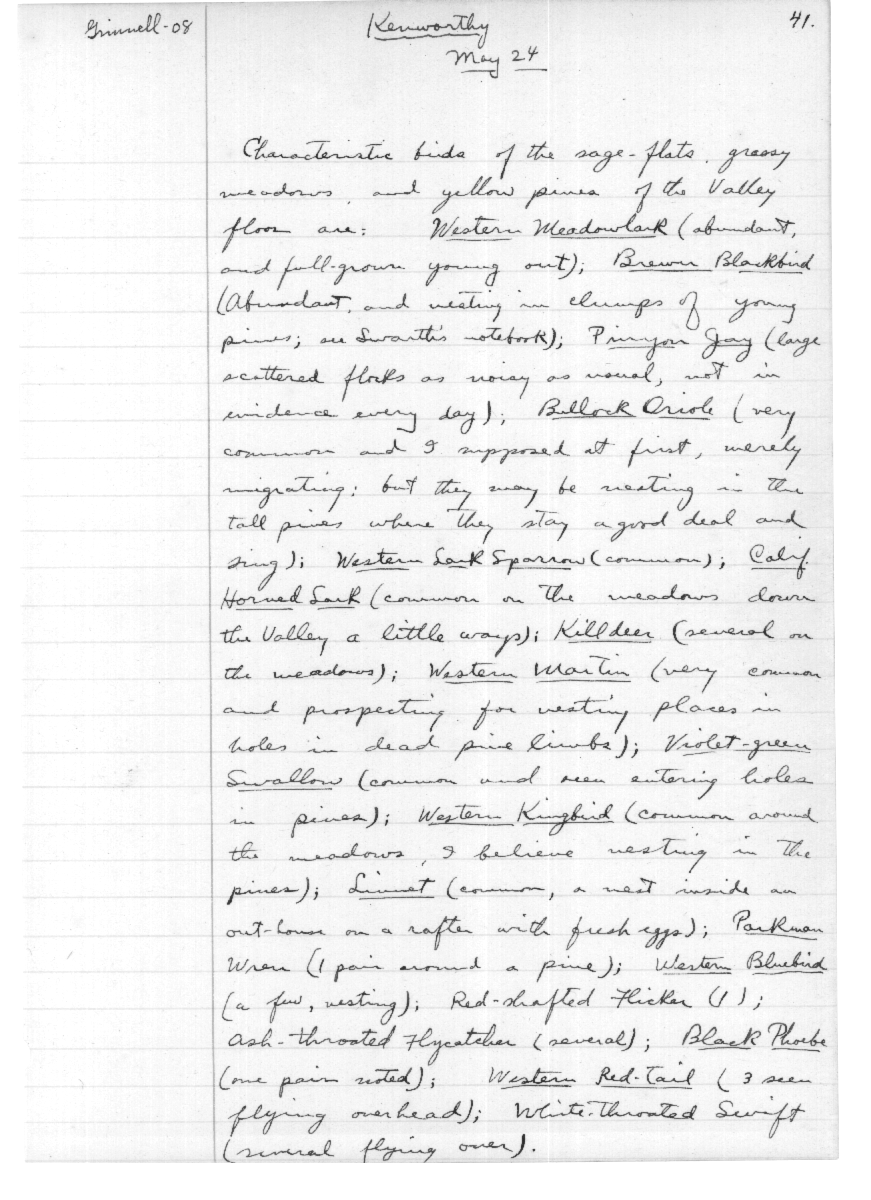 Grinnell-08
Kenworthy
41.
May 24
Characteristic birds of the sage-flats, grassy
meadows, and yellow pines of the Valley
floor are: Western Meadowlark (abundant,
and full-grown young out); Brewer Blackbird
(Abundant, and nesting in clumps of young
pines; see Swarth's notebook); Pinyon Jay (large
scattered flocks as noisy as usual, not in
evidence every day); Bullock Oriole (very
common and I supposed at first, merely
migrating; but they may be nesting in the
tall pines where they stay a good deal and
sing); Western Lark Sparrow (common); Calif.
Horned Lark (common on the meadows down
the Valley a little ways); Killdeer (several on
the meadows); Western Martin (very common
and prospecting for nesting places in
holes in dead pine limbs); Violet-green
Swallow (common and seen entering holes
in pines); Western Kingbird (common around
the meadows, I believe nesting in the
pines); Linnet (common, a nest inside an
out-house on a rafter with fresh eggs); Parkman
Wren (1 pair around a pine); Western Bluebird
(a few, nesting); Red-shafted Flicker (1);
Ash-throated Flycatcher (several); Black Phoebe
(one pair noted); Western Red-tail (3 seen
flying overhead); White-throated Swift
(several flying over).